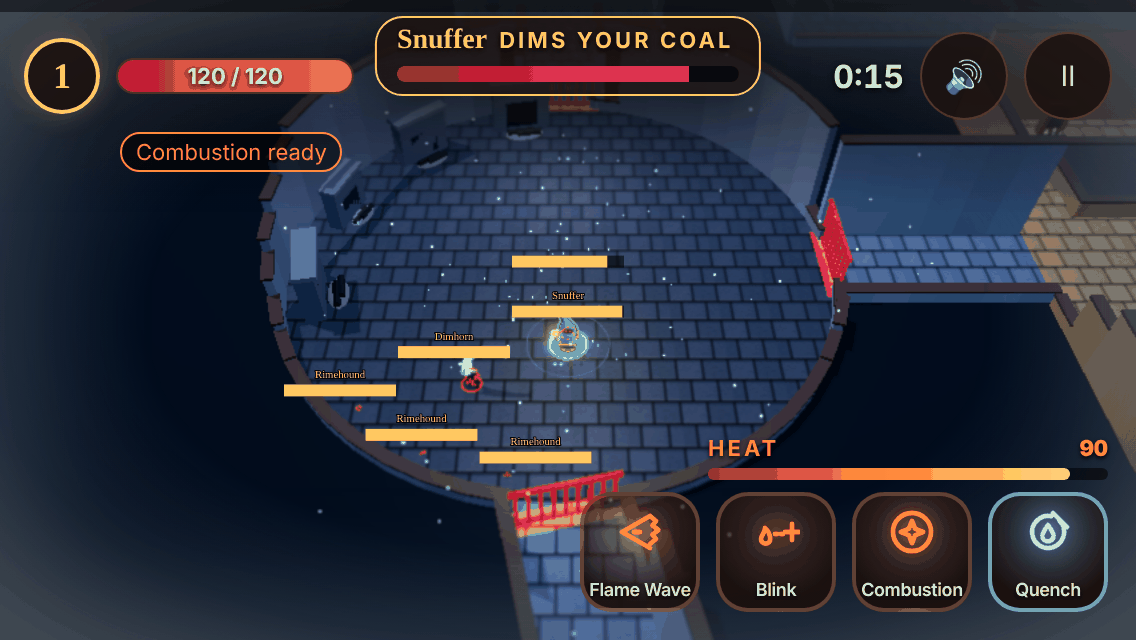 1
120 / 120
Snuffer DIMS YOUR COAL
0:15
Combustion ready
Snuffer
Dimhorn
Rimehound
Rimehound
Rimehound
HEAT
90
Flame Wave
Blink
Combustion
Quench